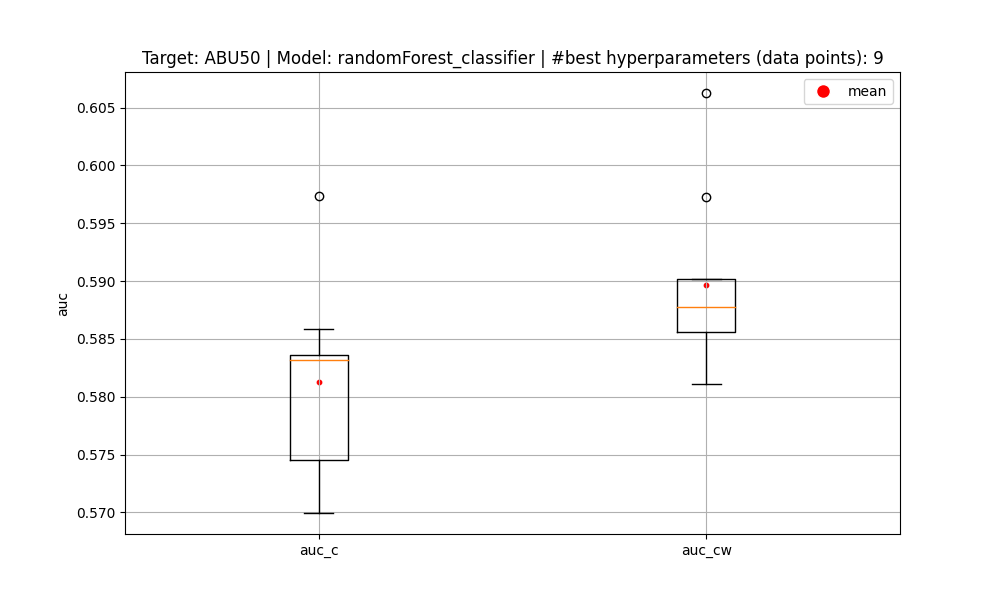 Target: ABU50 | Model: randomForest_classifier | #best hyperparameters (data points): 9
mean
0.605
0.600
0.595
0.590
0.585
0.580
0.575
0.570
auc
auc_c
auc_cw